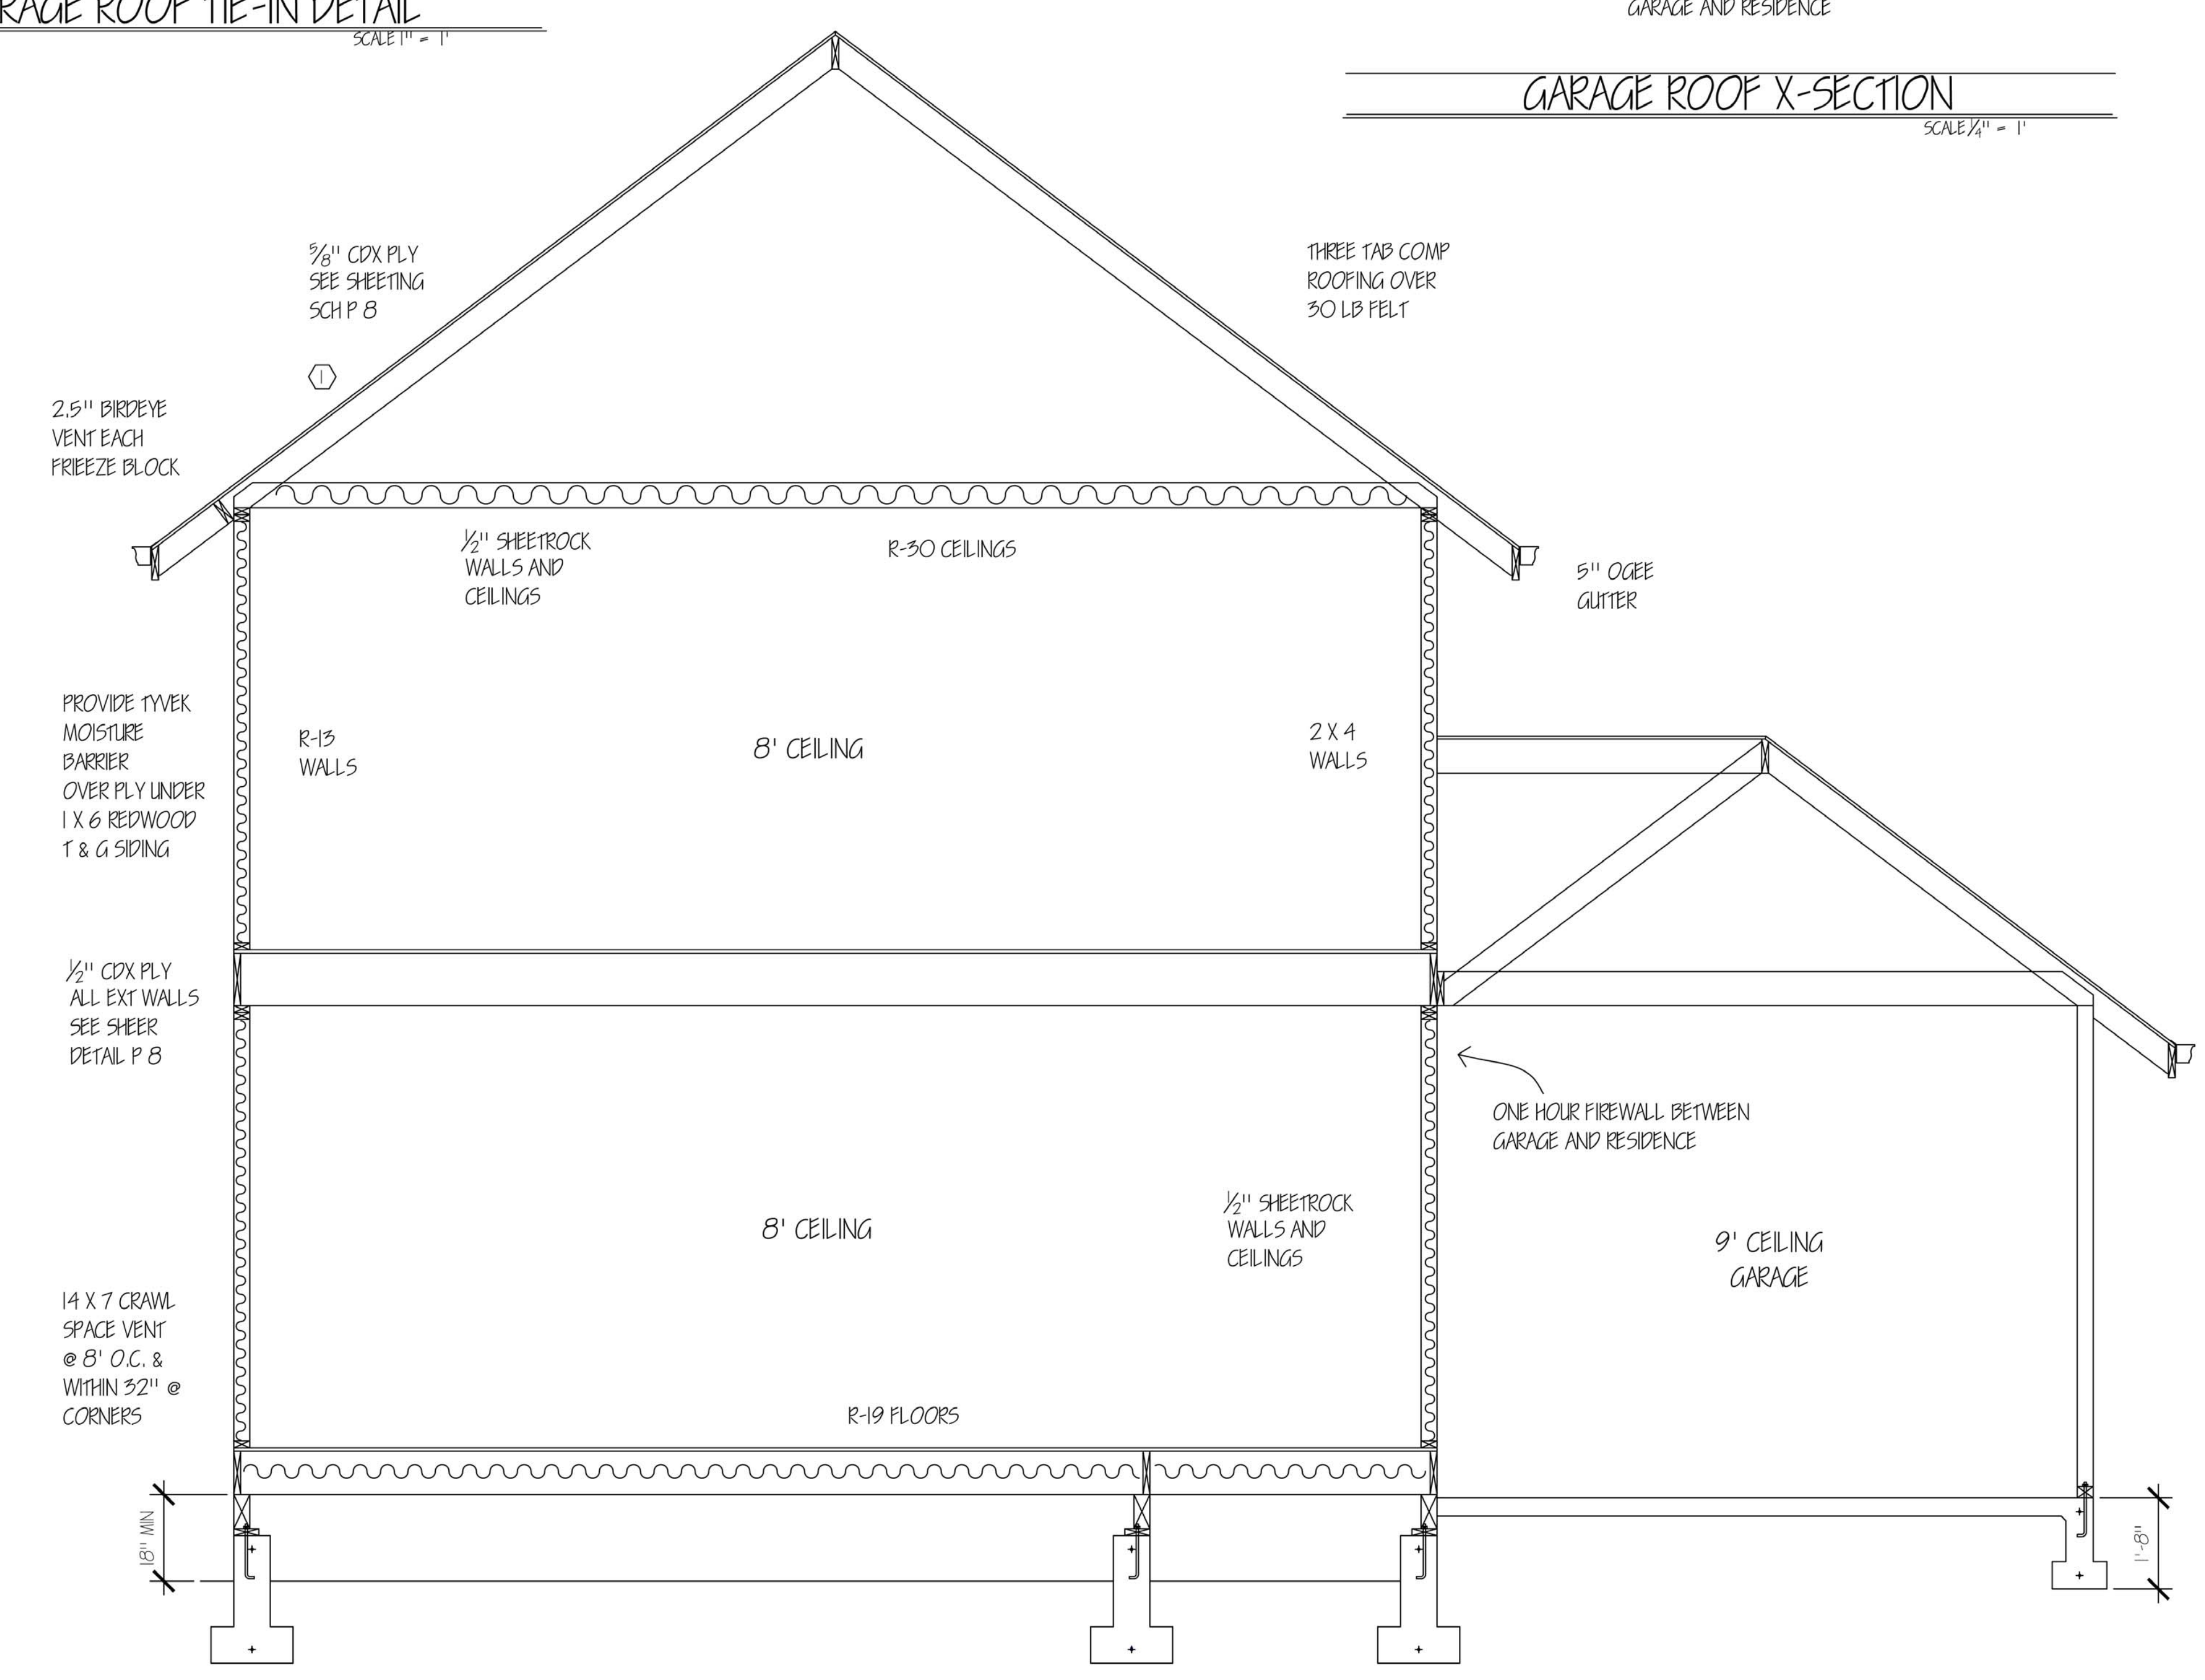 RAGE ROOF TIE-IN DETAIL
SCALE 1" = 1'
GARAGE AND RESIDENCE
GARAGE ROOF X-SECTION
SCALE 1/4" = 1'
5/8" CDX PLY
SEE SHEETING
SCH P 8
THREE TAB COMP
ROOFING OVER
30 LB FELT
1
2.5" BIRDEYE
VENT EACH
FRIEEZE BLOCK
1/2" SHEETROCK
WALLS AND
CEILINGS
R-30 CEILINGS
5" OGEE
GUTTER
PROVIDE TYVEK
MOISTURE
BARRIER
OVER PLY UNDER
1 X 6 REDWOOD
T & G SIDING
R-13
WALLS
8' CEILING
2 X 4
WALLS
1/2" CDX PLY
ALL EXT WALLS
SEE SHEER
DETAIL P 8
ONE HOUR FIREWALL BETWEEN
GARAGE AND RESIDENCE
8' CEILING
1/2" SHEETROCK
WALLS AND
CEILINGS
9' CEILING
GARAGE
14 X 7 CRAWL
SPACE VENT
@ 8' O.C. &
WITHIN 32" @
CORNERS
R-19 FLOORS
18" MIN
1'-8"